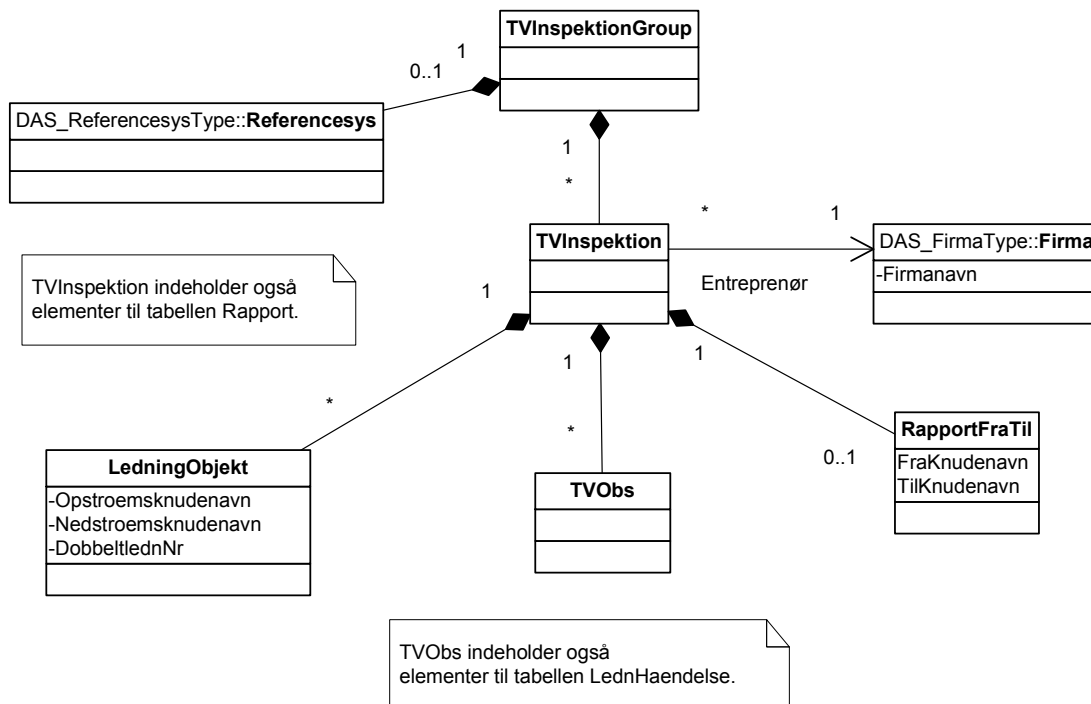 TVInspektionGroup
1
0..1
DAS_ReferencesysType::Referencesys
1
*
TVInspektion
*
1
DAS_FirmaType::Firma
-Firmanavn
Entreprenør
TVInspektion indeholder også
elementer til tabellen Rapport.
1
1
1
*
*
0..1
LedningObjekt
-Opstroemsknudenavn
-Nedstroemsknudenavn
-DobbeltlednNr
TVObs
RapportFraTil
FraKnudenavn
TilKnudenavn
TVObs indeholder også
elementer til tabellen LednHaendelse.